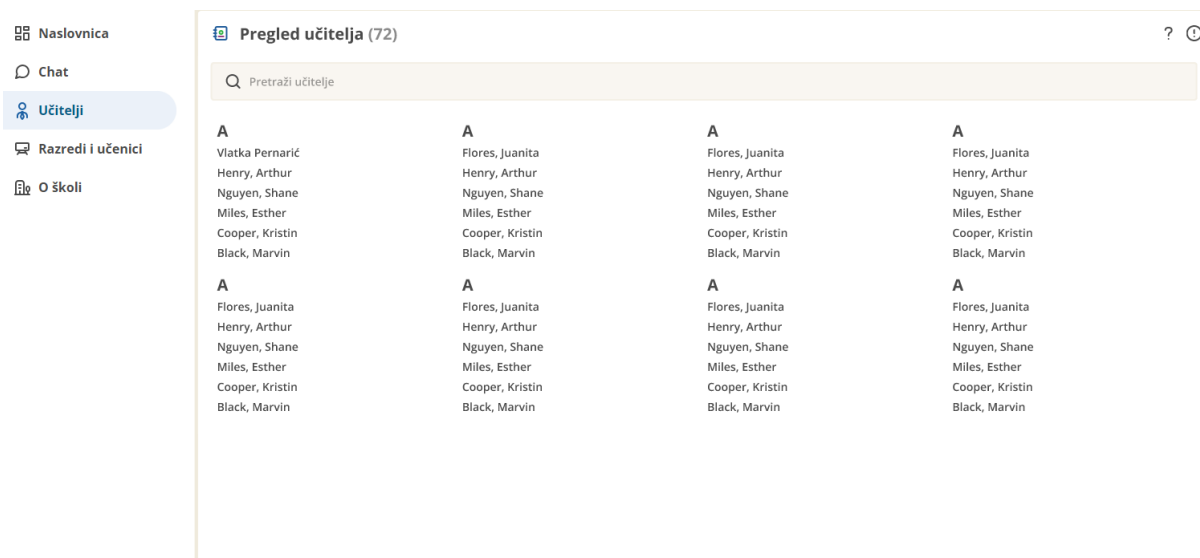 Naslovnica
Chat
Učitelji
Razredi i učenici
O školi
Pregled učitelja (72)
?
Pretraži učitelje
A
Vlatka Pernarić
Henry, Arthur
Nguyen, Shane
Miles, Esther
Cooper, Kristin
Black, Marvin
A
Flores, Juanita
Henry, Arthur
Nguyen, Shane
Miles, Esther
Cooper, Kristin
Black, Marvin
A
Flores, Juanita
Henry, Arthur
Nguyen, Shane
Miles, Esther
Cooper, Kristin
Black, Marvin
A
Flores, Juanita
Henry, Arthur
Nguyen, Shane
Miles, Esther
Cooper, Kristin
Black, Marvin
A
Flores, Juanita
Henry, Arthur
Nguyen, Shane
Miles, Esther
Cooper, Kristin
Black, Marvin
A
Flores, Juanita
Henry, Arthur
Nguyen, Shane
Miles, Esther
Cooper, Kristin
Black, Marvin
A
Flores, Juanita
Henry, Arthur
Nguyen, Shane
Miles, Esther
Cooper, Kristin
Black, Marvin
A
Flores, Juanita
Henry, Arthur
Nguyen, Shane
Miles, Esther
Cooper, Kristin
Black, Marvin